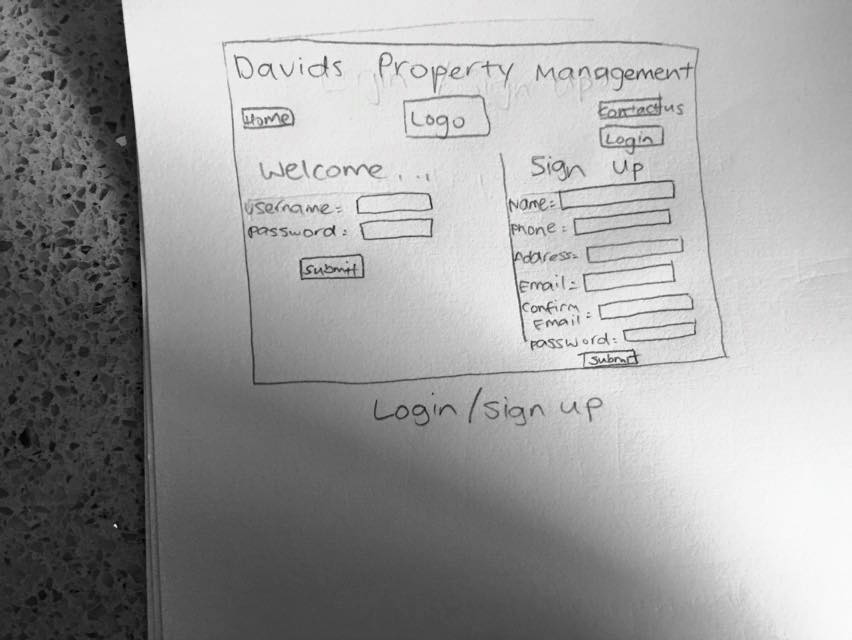 Davids Property Management
Home
Logo
Contact us
Login
Welcome...
Username:
Password:
Submit
Sign Up
Name:
Phone:
Address:
Email:
Confirm
Email:
Password:
Submit
Login/sign up